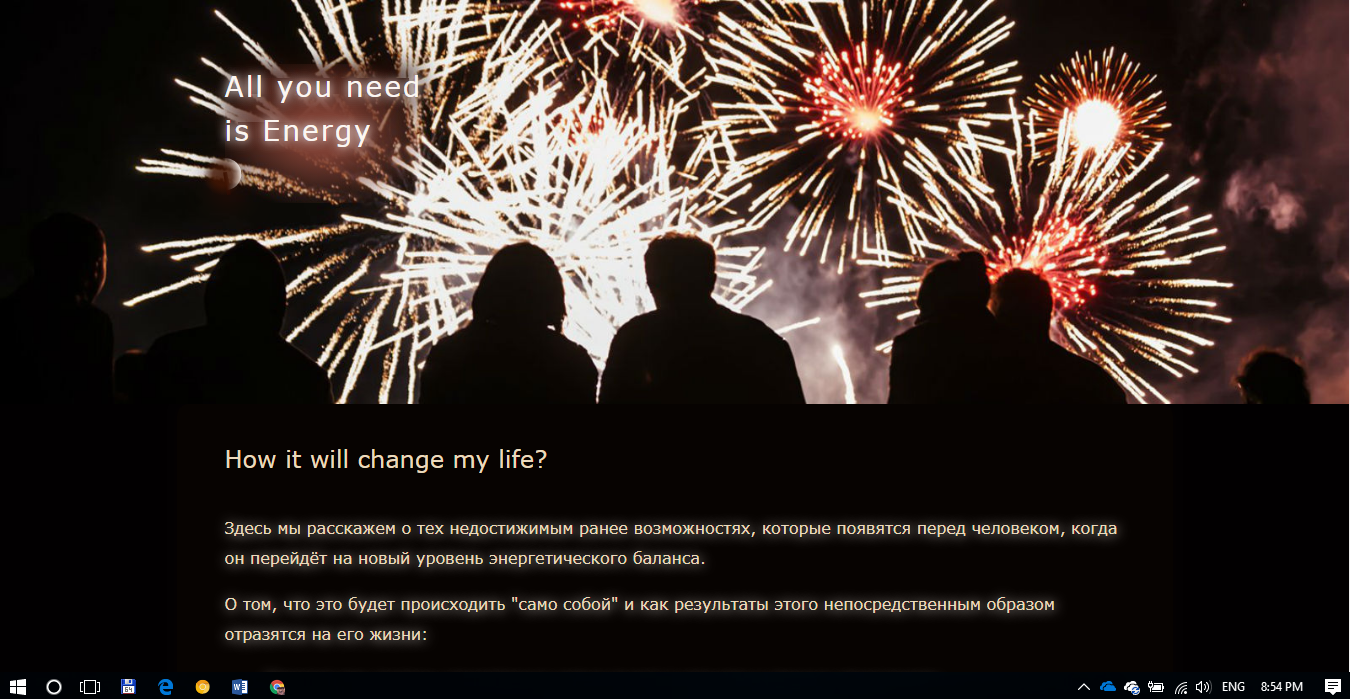 All you need
is Energy
How it will change my life?
Здесь мы расскажем о тех недостижимым ранее возможностях, которые появятся перед человеком, когда
он перейдёт на новый уровень энергетического баланса.
О том, что это будет происходить "само собой" и как результаты этого непосредственным образом
отразятся на его жизни:
64
ENG
8:54 PM